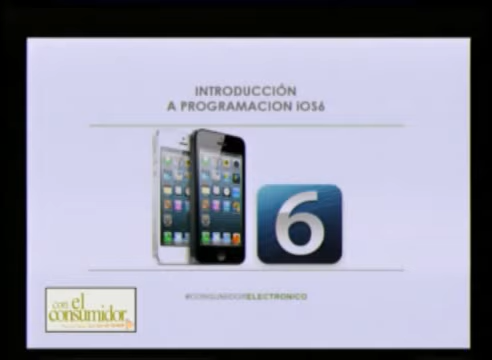 INTRODUCCIÓN
A PROGRAMACION iOS6
6
#CONSUMIDORELECTRONICO
con el
consumidor